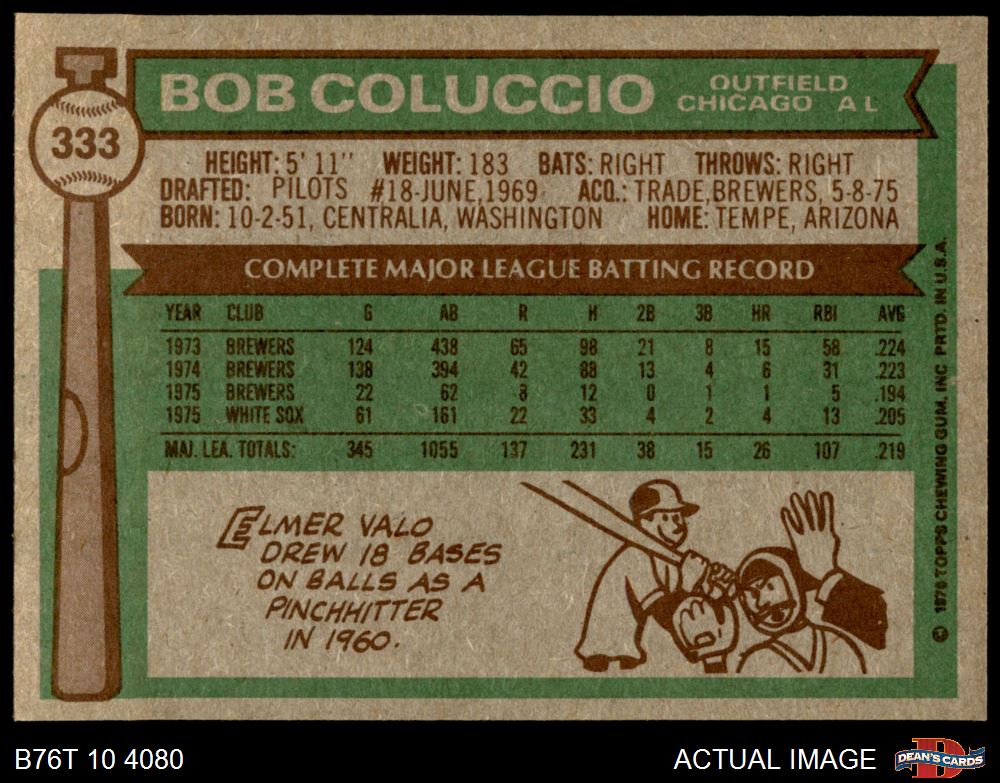 333
BOB COLUCCIO
OUTFIELD
CHICAGO A L
HEIGHT: 5' 11" WEIGHT: 183 BATS: RIGHT THROWS: RIGHT
DRAFTED: PILOTS #18-JUNE, 1969 ACQ.: TRADE, BREWERS, 5-8-75
BORN: 10-2-51, CENTRALIA, WASHINGTON HOME: TEMPE, ARIZONA
COMPLETE MAJOR LEAGUE BATTING RECORD
YEAR CLUB G AB R H 2B 3B HR RBI AVG
1973 BREWERS 124 438 65 98 21 8 15 58 .224
1974 BREWERS 138 394 42 88 13 4 6 31 .223
1975 BREWERS 22 62 8 12 0 1 1 5 .194
1975 WHITE SOX 61 161 22 33 4 2 4 13 .205
MAJ. LEA. TOTALS: 345 1055 137 231 38 15 26 107 .219
ELMER VALO
DREW 18 BASES
ON BALLS AS A
PINCHHITTER
IN 1960.
© 1976 TOPPS CHEWING GUM, INC PRTD. IN U.S.A.
B76T 10 4080
ACTUAL IMAGE
D
DEAN'S CARDS